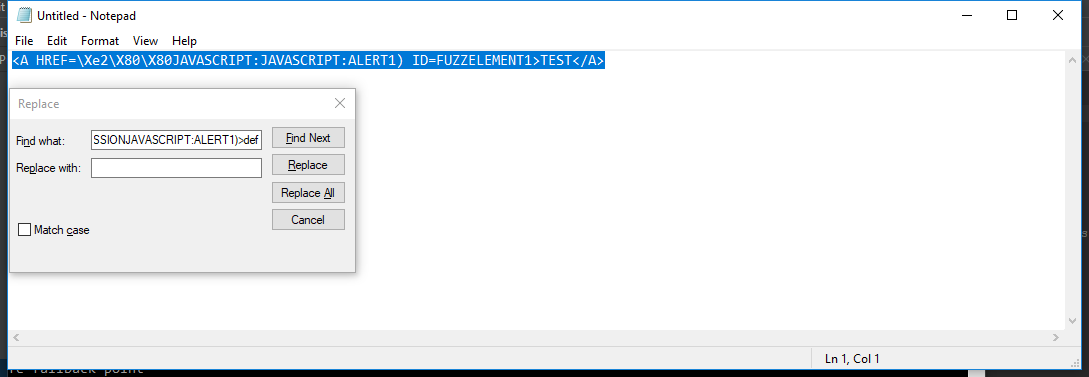 Untitled - Notepad
File Edit Format View Help
<A HREF=\Xe2\X80\X80JAVASCRIPT:JAVASCRIPT:ALERT1) ID=FUZZELEMENT1>TEST</A>
Replace
Find what: SSIONJAVASCRIPT:ALERT1)>def
Find Next
Replace with:
Replace
Replace All
Cancel
Match case
Ln 1, Col 1
re fallback point